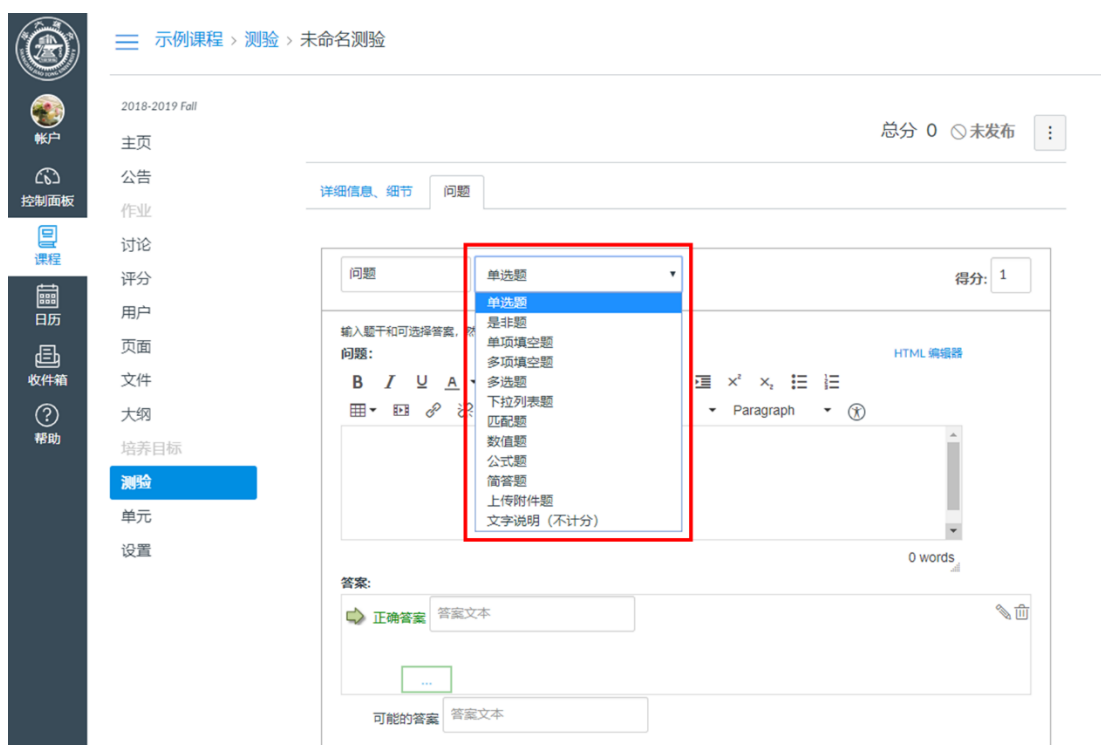 示例课程 › 测验 › 未命名测验
帐户
控制面板
课程
日历
收件箱
帮助
2018-2019 Fall
主页
公告
作业
讨论
评分
用户
页面
文件
大纲
培养目标
测验
单元
设置
总分 0 未发布
详细信息、细节 问题
问题 单选题 得分: 1
单选题
是非题
单项填空题
多项填空题
多选题
下拉列表题
匹配题
数值题
公式题
简答题
上传附件题
文字说明（不计分）
输入题干和可选择答案,
问题: HTML 编辑器
B I U A
Paragraph
0 words
答案:
正确答案 答案文本
...
可能的答案 答案文本